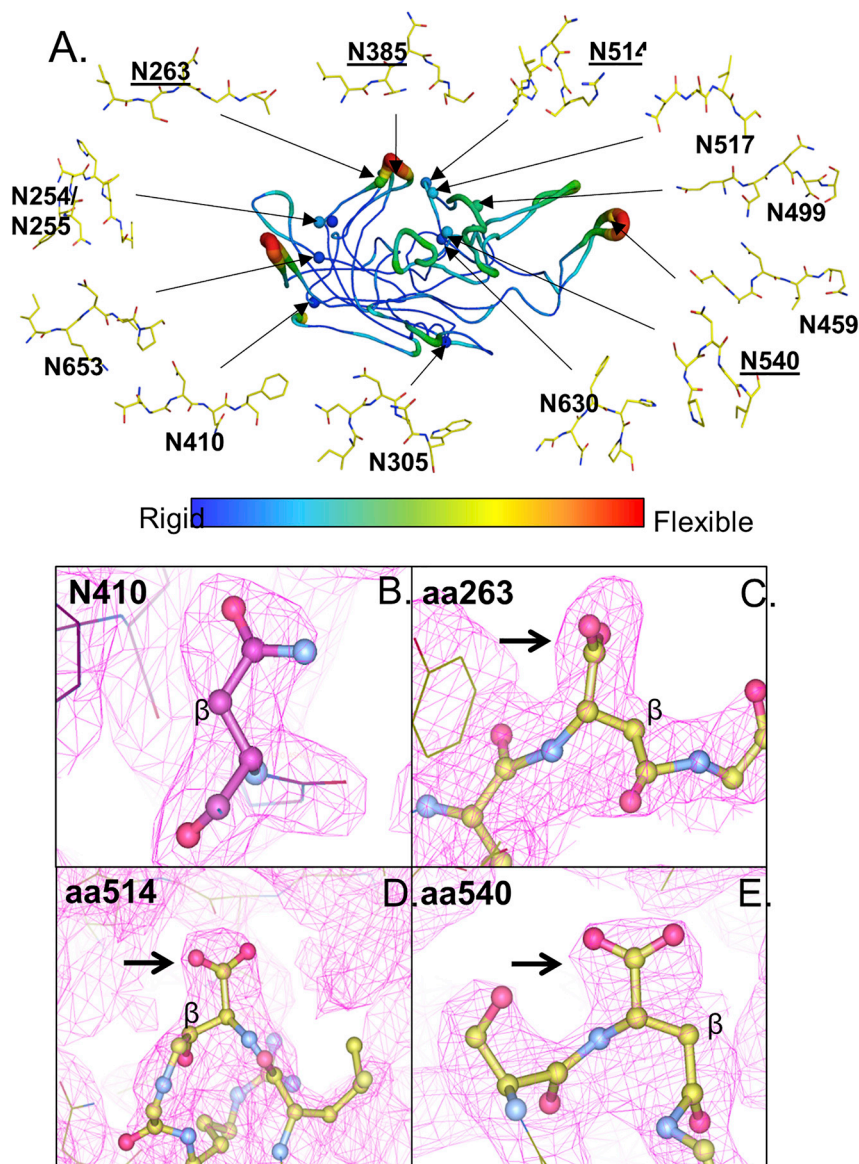 A.
N263
N385
N514
N517
N254/
N255
N499
N459
N653
N540
N410
N305
N630
Rigid
Flexible
N410
B.
aa263
C.
β
β
aa514
D.
aa540
E.
β
β